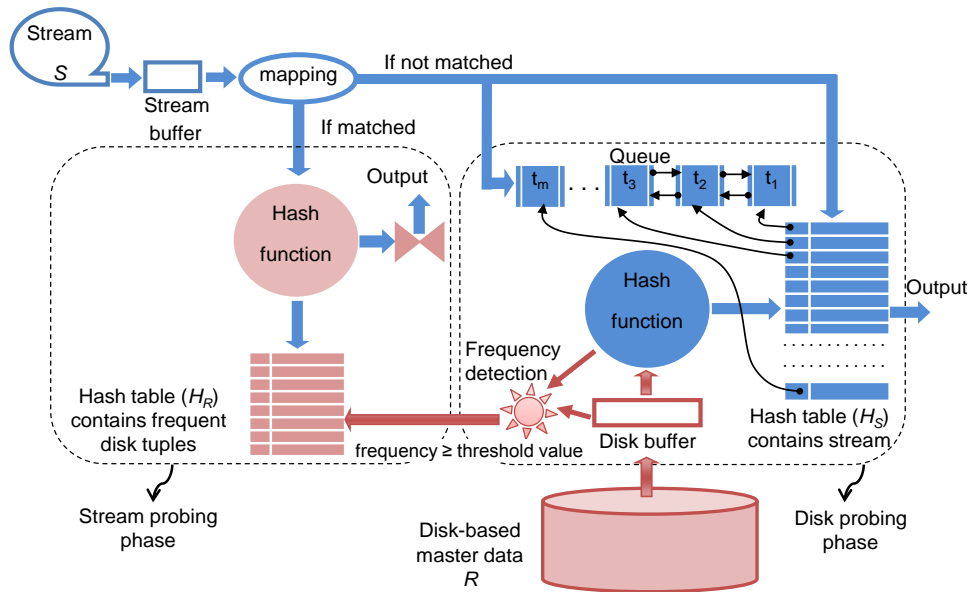 Stream
S
Stream
buffer
mapping
If not matched
If matched
Output
Hash
function
Queue
tm . . . t3 t2 t1
Hash
function
Output
Frequency
detection
Hash table (HR)
contains frequent
disk tuples
frequency ≥ threshold value
Disk buffer
. . . . . . . . . . . . .
. . . . . . . . . . . . .
Hash table (HS)
contains stream
Stream probing
phase
Disk probing
phase
Disk-based
master data
R